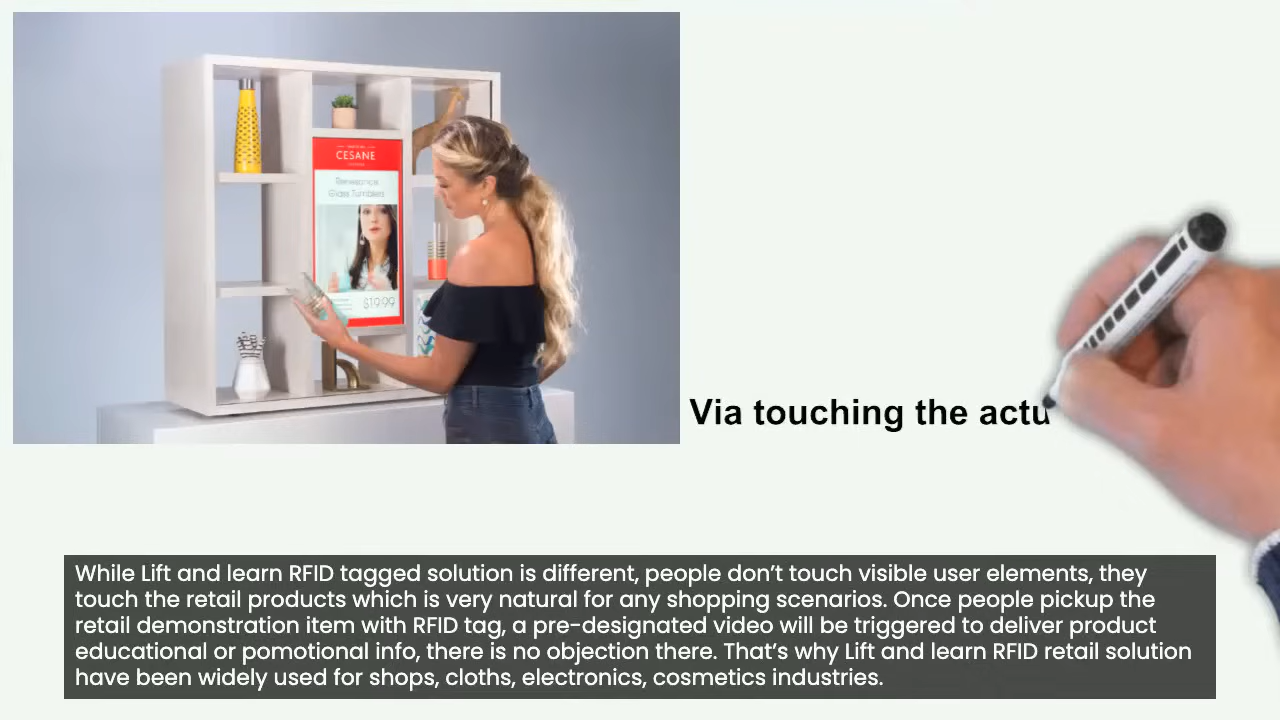 CESANE
Renesance
Glass Tumblers
$19.99
Via touching the actu
While Lift and learn RFID tagged solution is different, people don’t touch visible user elements, they
touch the retail products which is very natural for any shopping scenarios. Once people pickup the
retail demonstration item with RFID tag, a pre-designated video will be triggered to deliver product
educational or pomotional info, there is no objection there. That’s why Lift and learn RFID retail solution
have been widely used for shops, cloths, electronics, cosmetics industries.